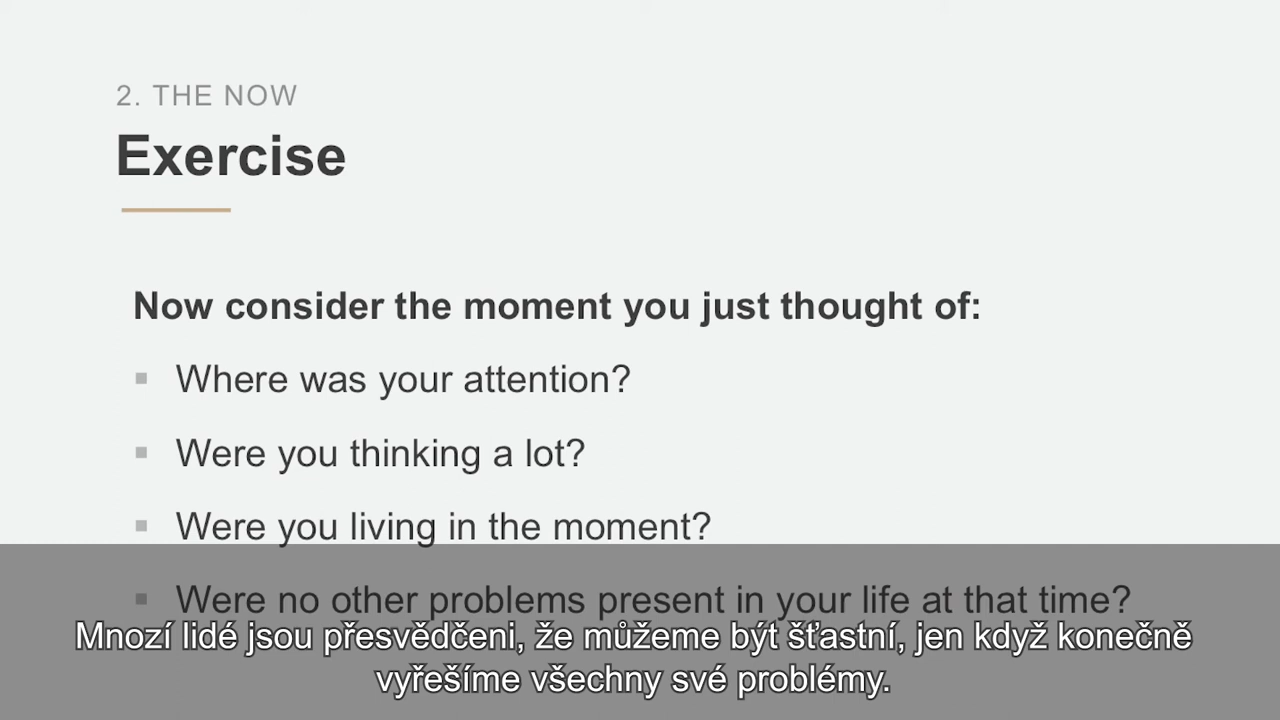 2. THE NOW
Exercise
Now consider the moment you just thought of:
▪ Where was your attention?
▪ Were you thinking a lot?
▪ Were you living in the moment?
▪ Were no other problems present in your life at that time?
Mnozí lidé jsou přesvědčeni, že můžeme být šťastní, jen když konečně
vyřešíme všechny své problémy.